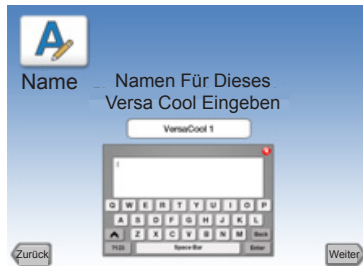 A
Name
Namen Für Dieses
Versa Cool Eingeben
VersaCool 1
Q W E R T Y U I O P
A S D F G H J K L
Z X C V B N M Back
Space Bar Enter
Zurück
Weiter